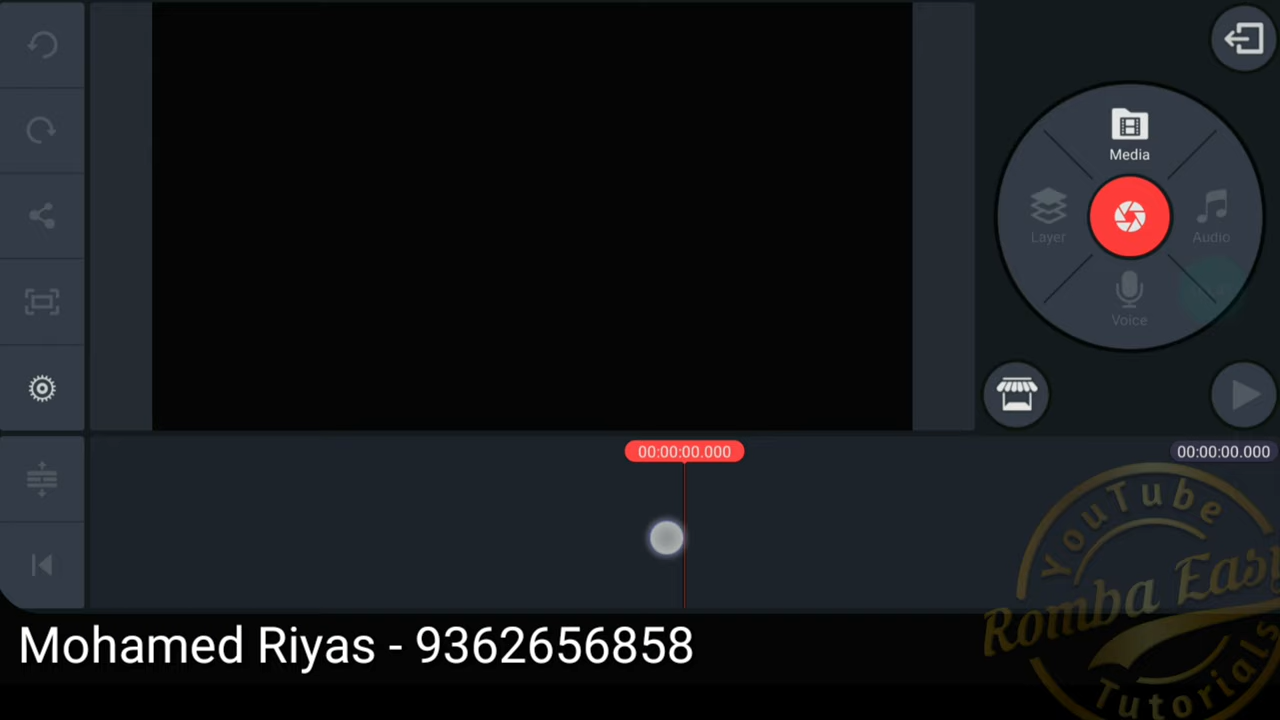 Media
Layer
Audio
Voice
00:00:00.000
00:00:00.000
Mohamed Riyas - 9362656858
YouTube
Romba Easy
Tutorials